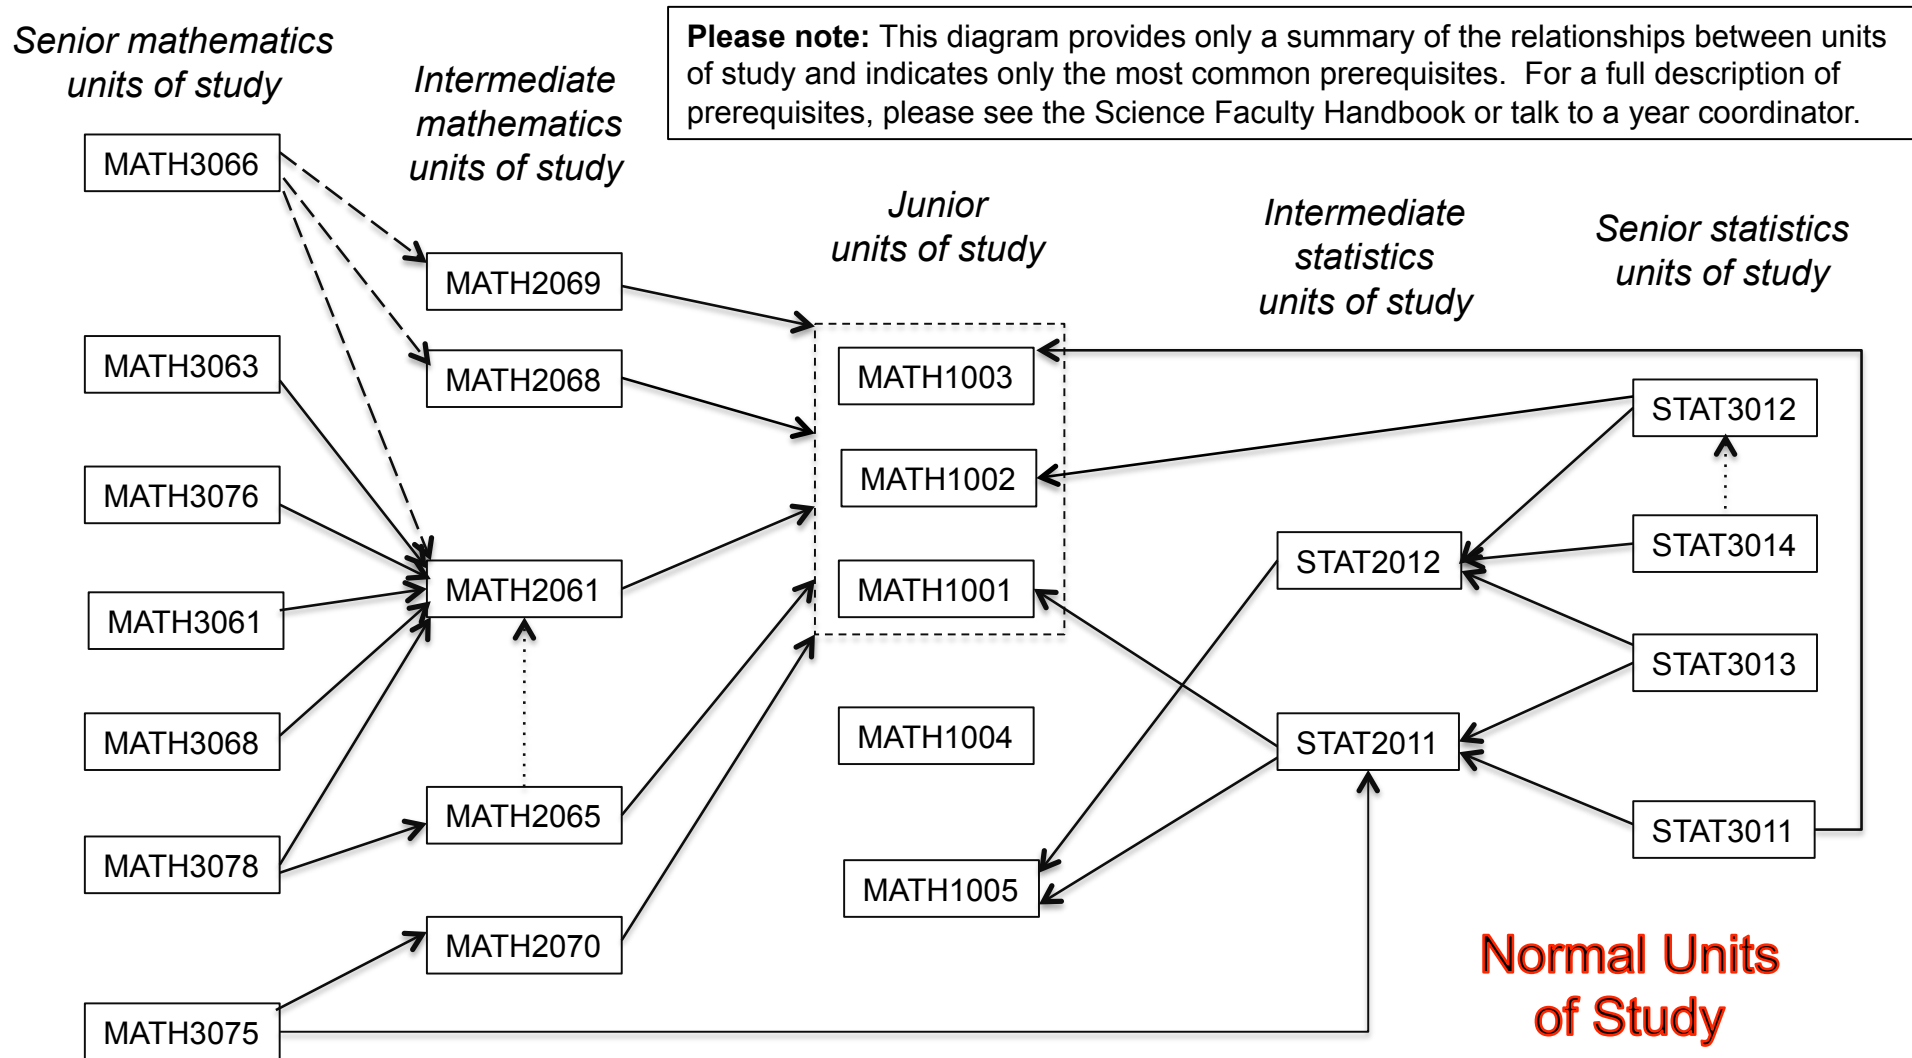 Senior mathematics
units of study
Intermediate
mathematics
units of study
Please note: This diagram provides only a summary of the relationships between units
of study and indicates only the most common prerequisites. For a full description of
prerequisites, please see the Science Faculty Handbook or talk to a year coordinator.
Junior
units of study
Intermediate
statistics
units of study
Senior statistics
units of study
MATH3066
MATH3063
MATH3076
MATH3061
MATH3068
MATH3078
MATH3075
MATH2069
MATH2068
MATH2061
MATH2065
MATH2070
MATH1003
MATH1002
MATH1001
MATH1004
MATH1005
STAT2012
STAT2011
STAT3012
STAT3014
STAT3013
STAT3011
Normal Units
of Study